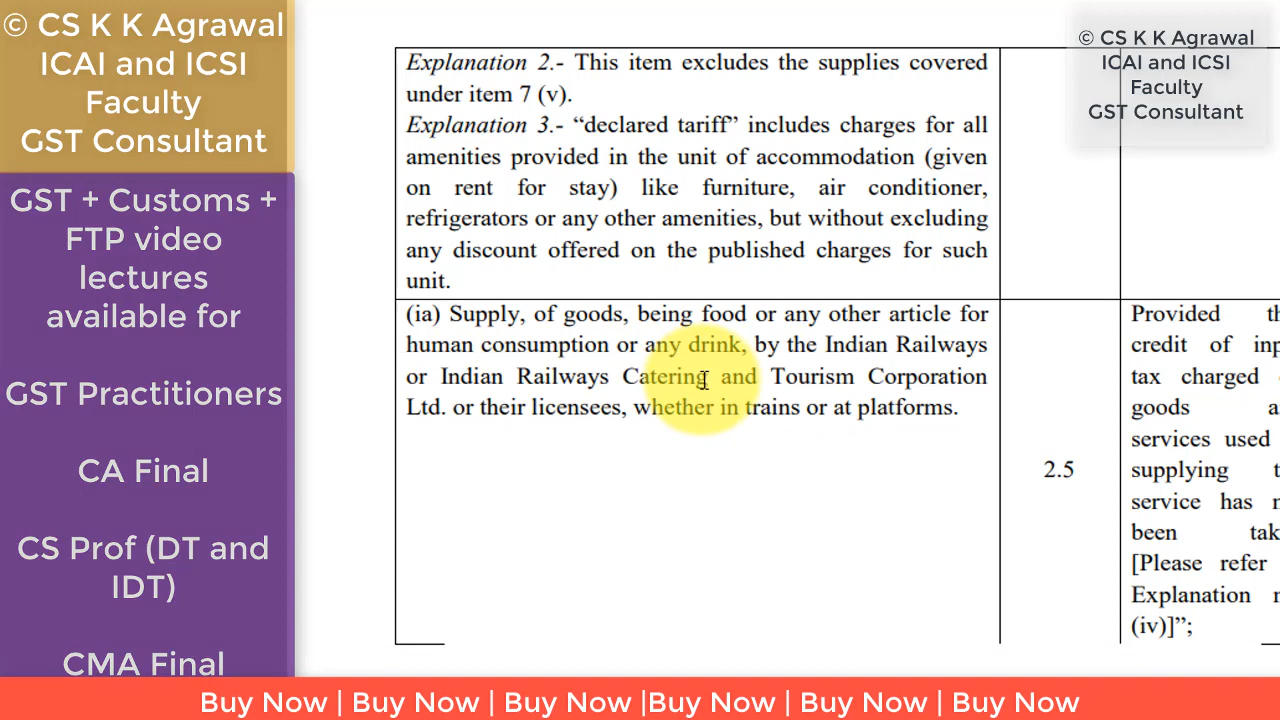 © CS K K Agrawal
ICAI and ICSI
Faculty
GST Consultant
GST + Customs +
FTP video
lectures
available for
GST Practitioners
CA Final
CS Prof (DT and
IDT)
CMA Final
© CS K K Agrawal
ICAI and ICSI
Faculty
GST Consultant
Explanation 2.- This item excludes the supplies covered
under item 7 (v).
Explanation 3.- “declared tariff” includes charges for all
amenities provided in the unit of accommodation (given
on rent for stay) like furniture, air conditioner,
refrigerators or any other amenities, but without excluding
any discount offered on the published charges for such
unit.
(ia) Supply, of goods, being food or any other article for
human consumption or any drink, by the Indian Railways
or Indian Railways Catering and Tourism Corporation
Ltd. or their licensees, whether in trains or at platforms.
2.5
Provided
credit of
tax charged
goods
services used
supplying
service has
been
[Please refer
Explanation
(iv)]”;
Buy Now | Buy Now | Buy Now |Buy Now | Buy Now | Buy Now